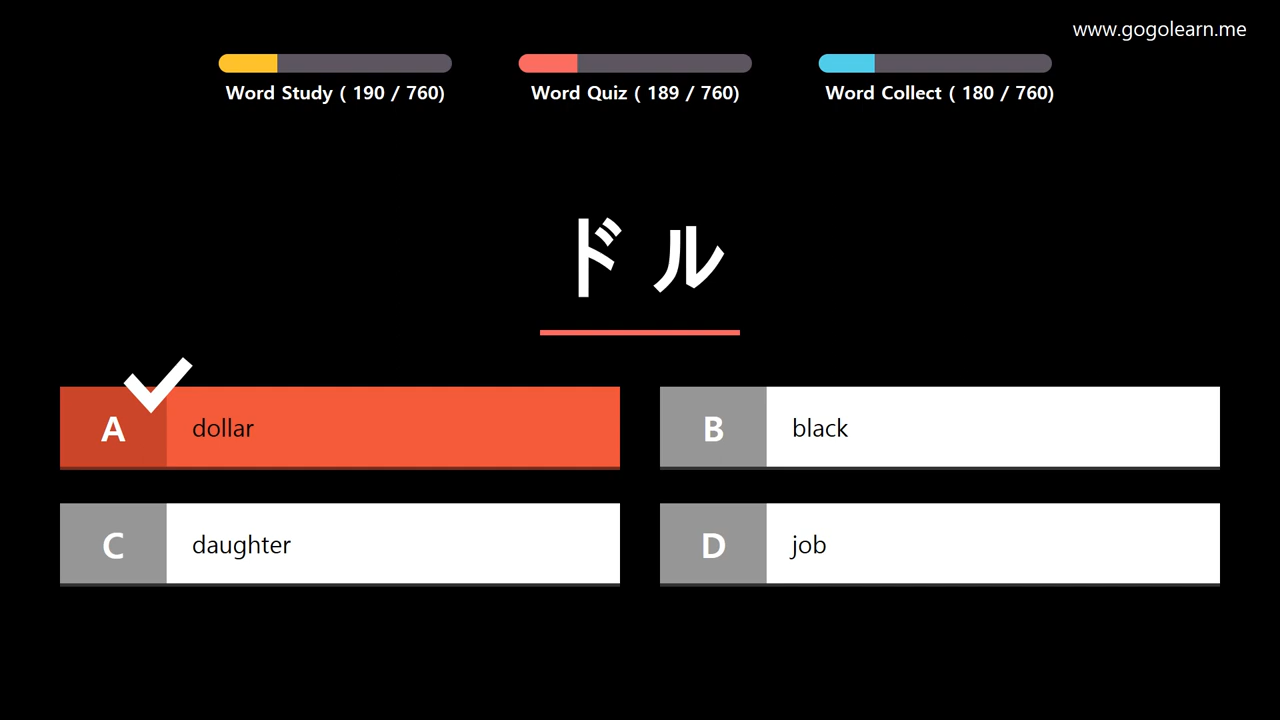 www.gogolearn.me
Word Study ( 190 / 760)
Word Quiz ( 189 / 760)
Word Collect ( 180 / 760)
ドル
A dollar
B black
C daughter
D job